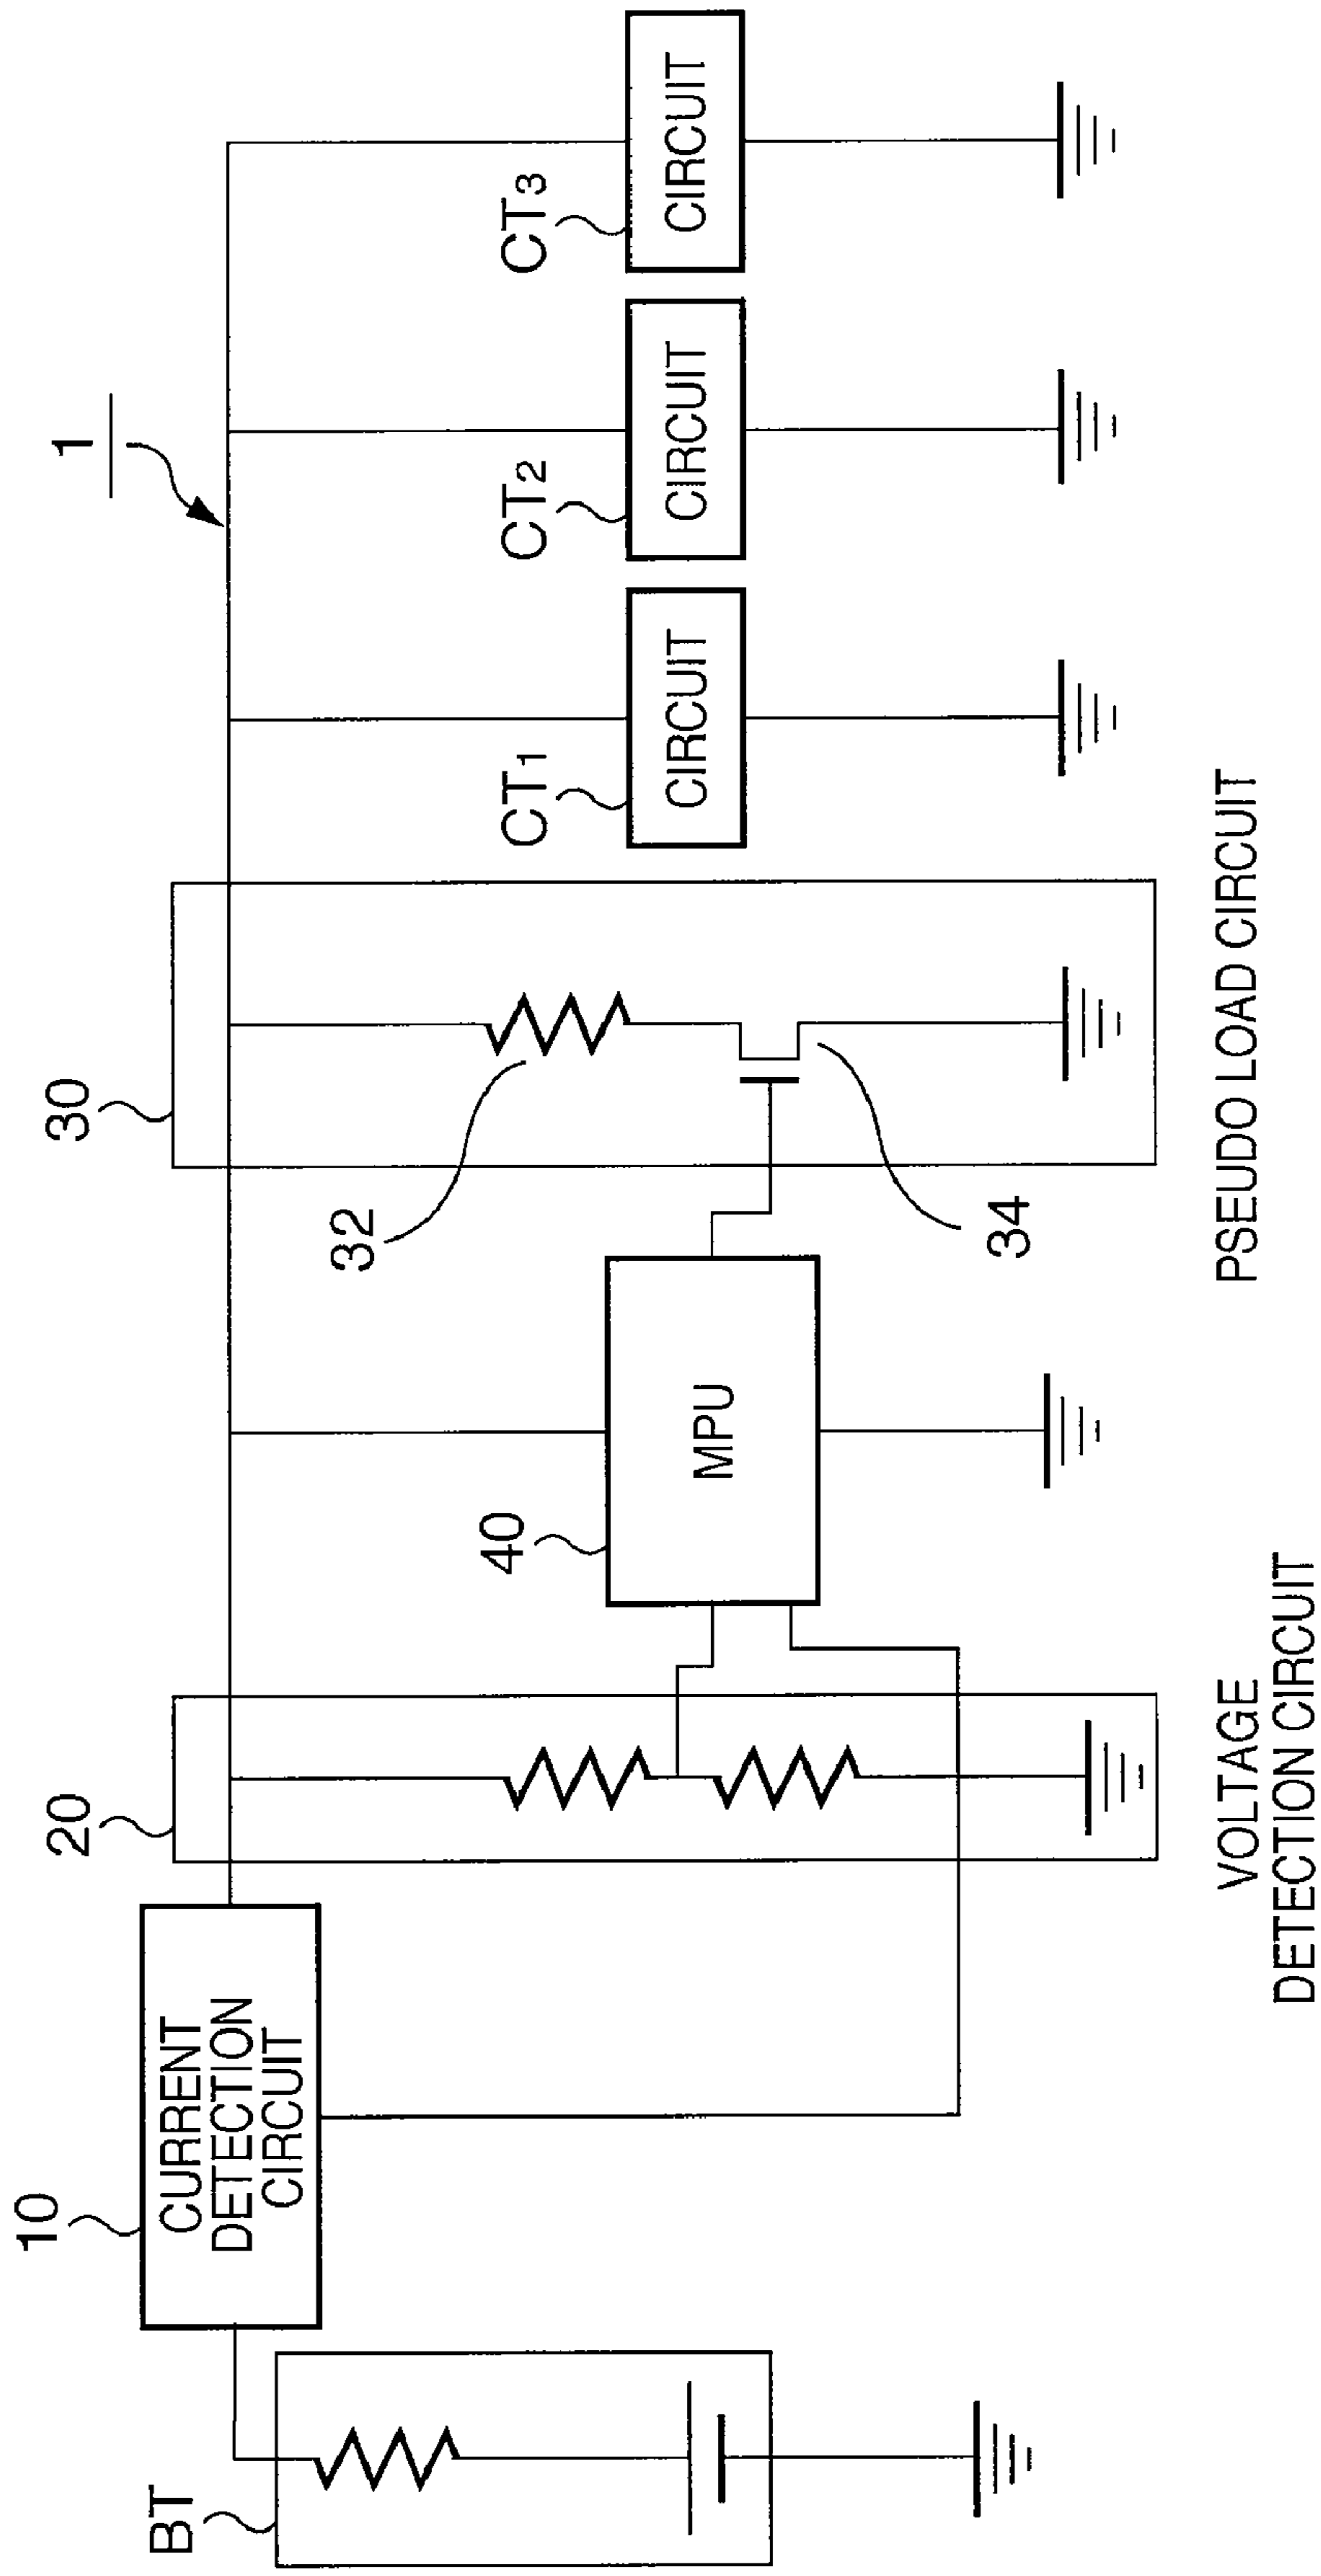 1
10
CURRENT
DETECTION
CIRCUIT
BT
20
VOLTAGE
DETECTION CIRCUIT
40
MPU
30
32
34
PSEUDO LOAD CIRCUIT
CT1
CIRCUIT
CT2
CIRCUIT
CT3
CIRCUIT